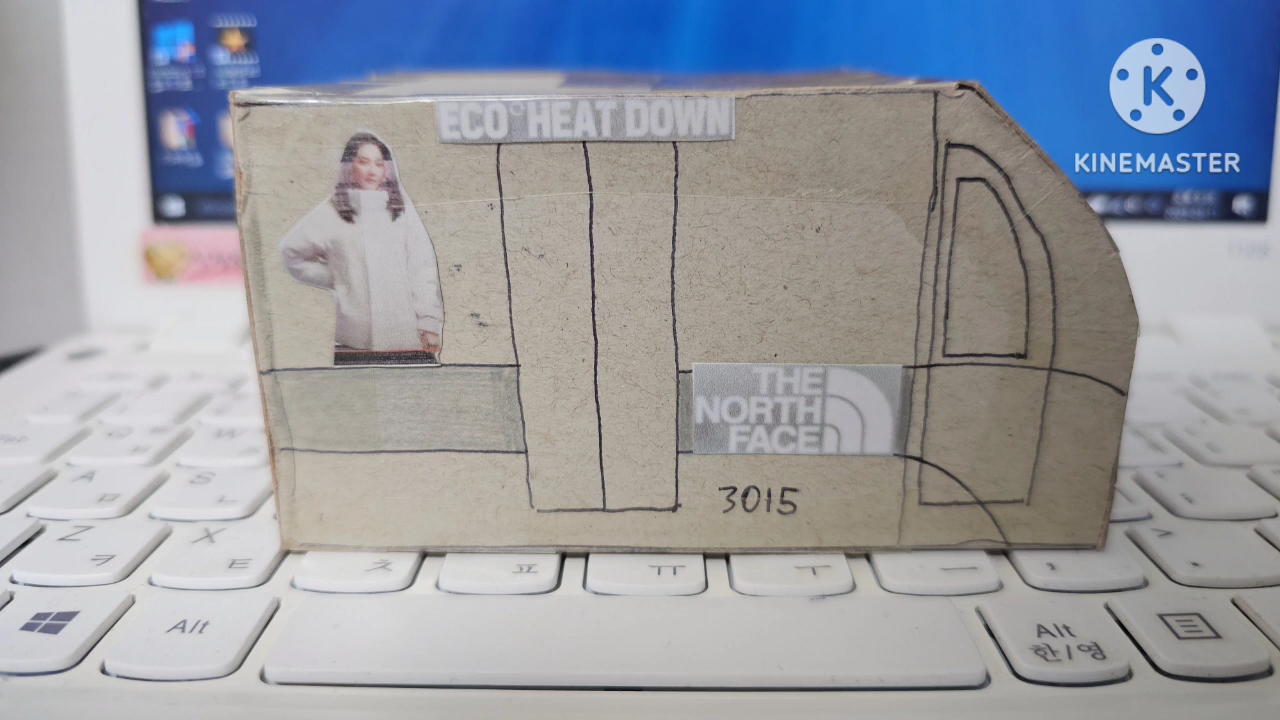 KINEMASTER
ECO°HEAT DOWN
THE
NORTH
FACE
3015
A ㅁ
S ㄴ
Z ㅋ
X ㅌ
ㅊ
ㅍ
ㅠ
ㅜ
ㅡ
Alt
Alt
한/영